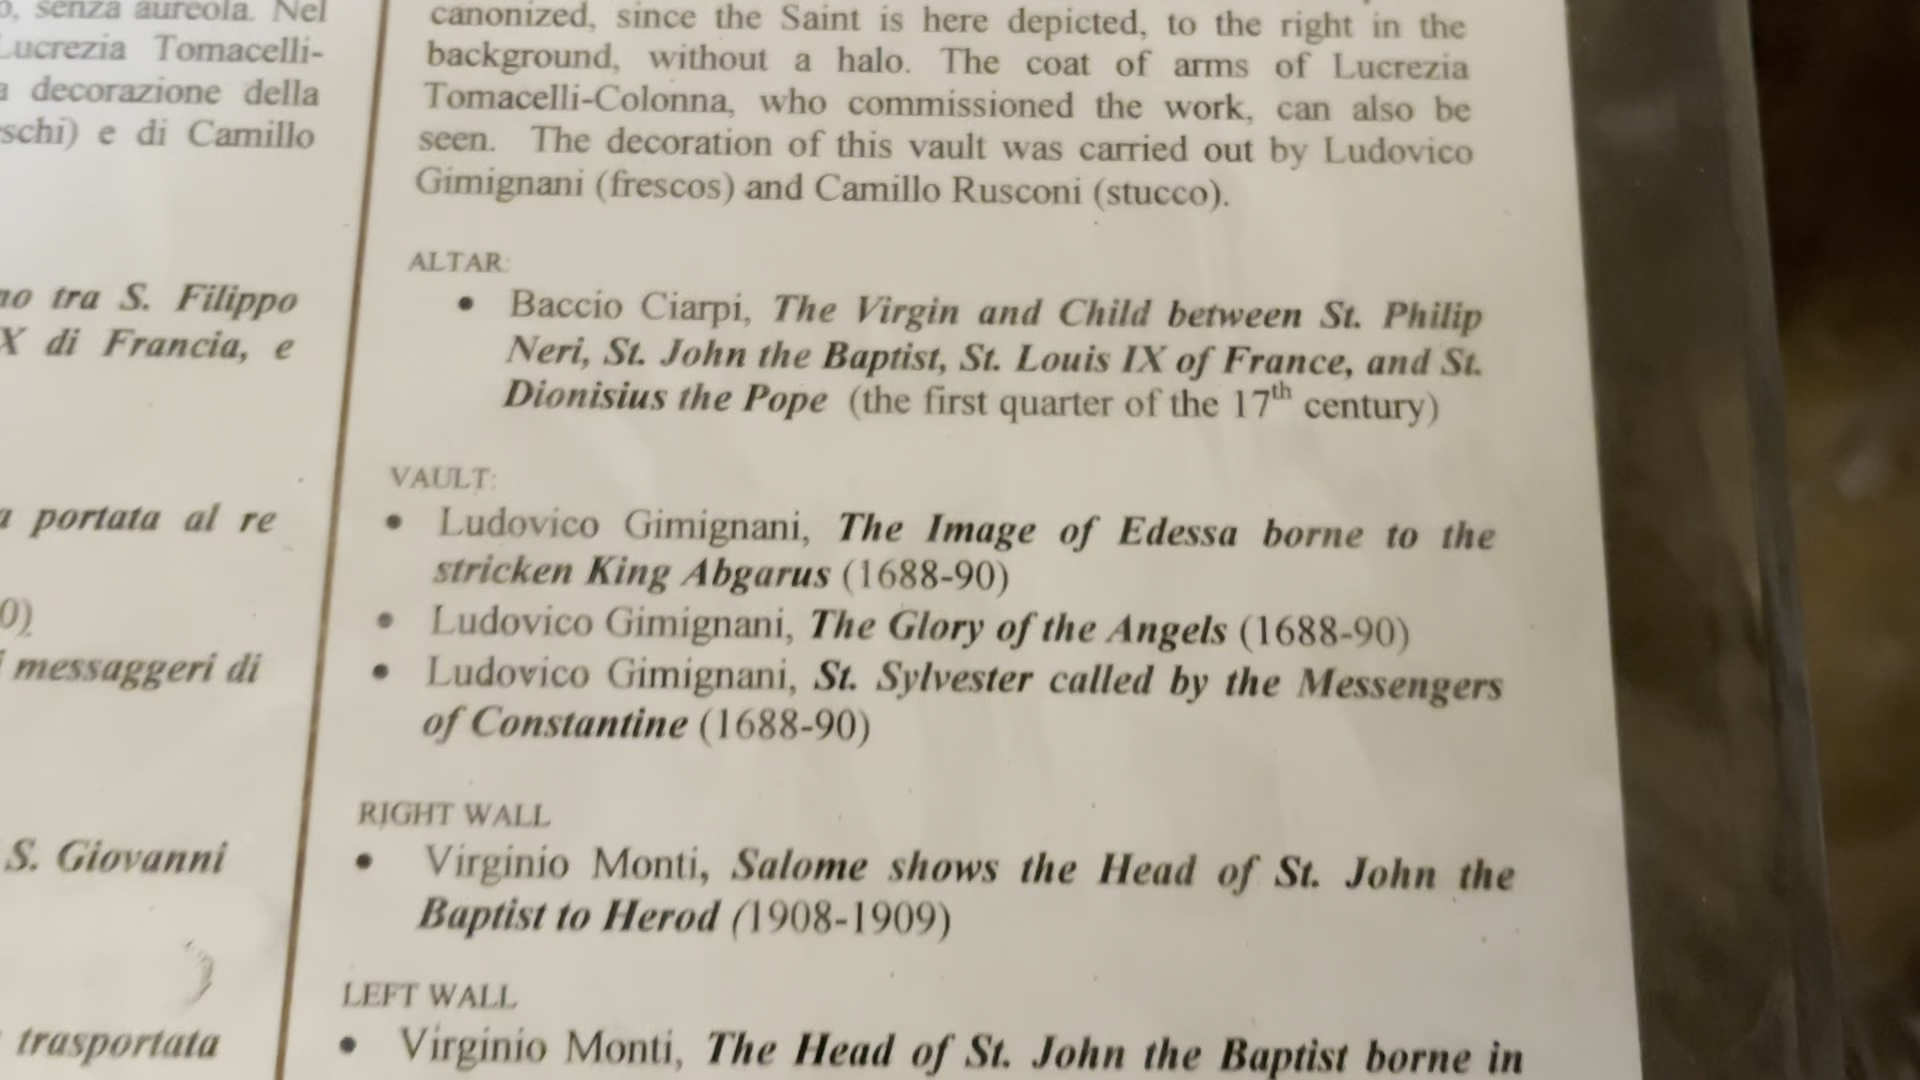 senza aureola. Nel
Lucrezia Tomacelli-
decorazione della
schi) e di Camillo
no tra S. Filippo
X di Francia, e
portata al re
0)
messaggeri di
S. Giovanni
trasportata
canonized, since the Saint is here depicted, to the right in the
background, without a halo. The coat of arms of Lucrezia
Tomacelli-Colonna, who commissioned the work, can also be
seen. The decoration of this vault was carried out by Ludovico
Gimignani (frescos) and Camillo Rusconi (stucco).
ALTAR:
• Baccio Ciarpi, The Virgin and Child between St. Philip
Neri, St. John the Baptist, St. Louis IX of France, and St.
Dionisius the Pope (the first quarter of the 17th century)
VAULT:
• Ludovico Gimignani, The Image of Edessa borne to the
stricken King Abgarus (1688-90)
• Ludovico Gimignani, The Glory of the Angels (1688-90)
• Ludovico Gimignani, St. Sylvester called by the Messengers
of Constantine (1688-90)
RIGHT WALL
• Virginio Monti, Salome shows the Head of St. John the
Baptist to Herod (1908-1909)
LEFT WALL
• Virginio Monti, The Head of St. John the Baptist borne in